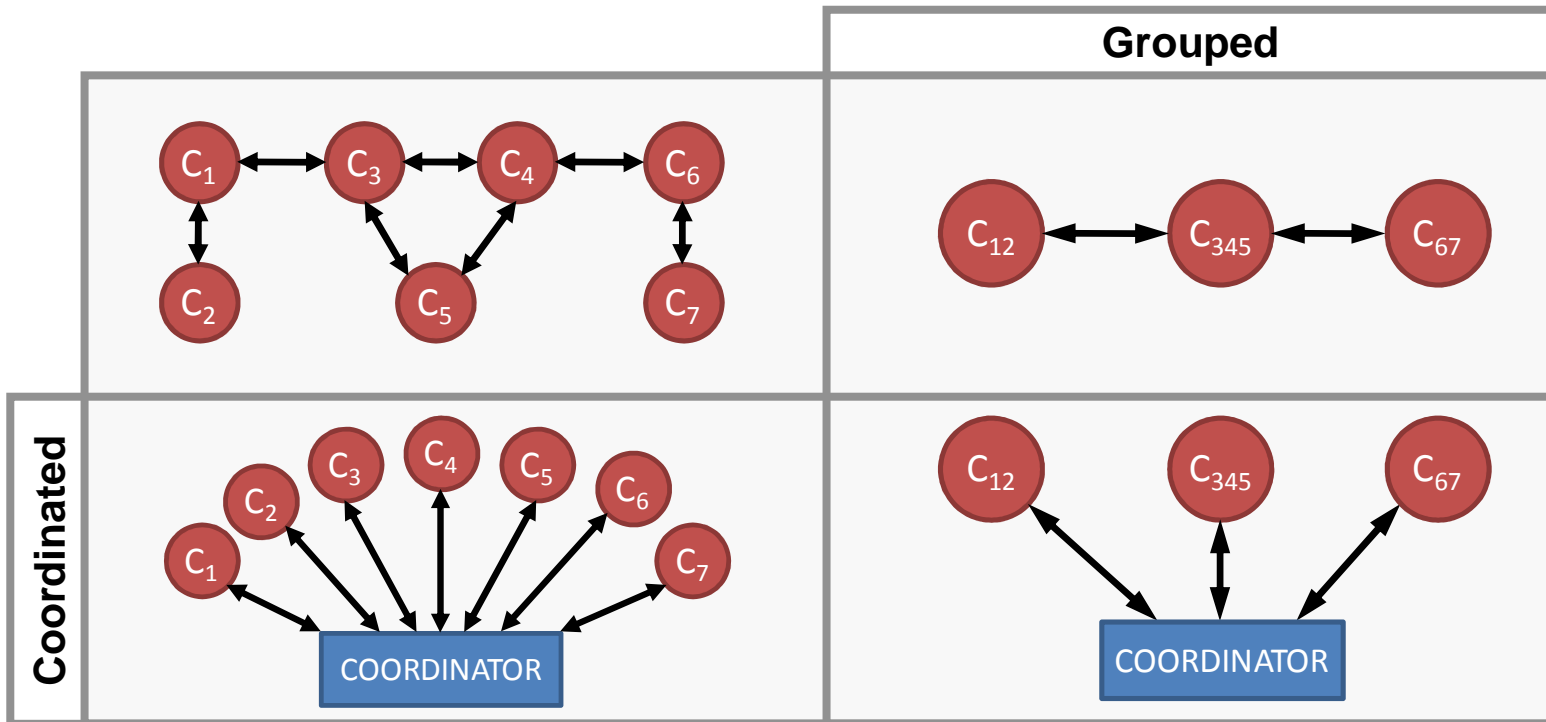 Grouped
C1 C3 C4 C6
C2 C5 C7
C12 C345 C67
Coordinated
C1 C2 C3 C4 C5 C6 C7
COORDINATOR
C12 C345 C67
COORDINATOR